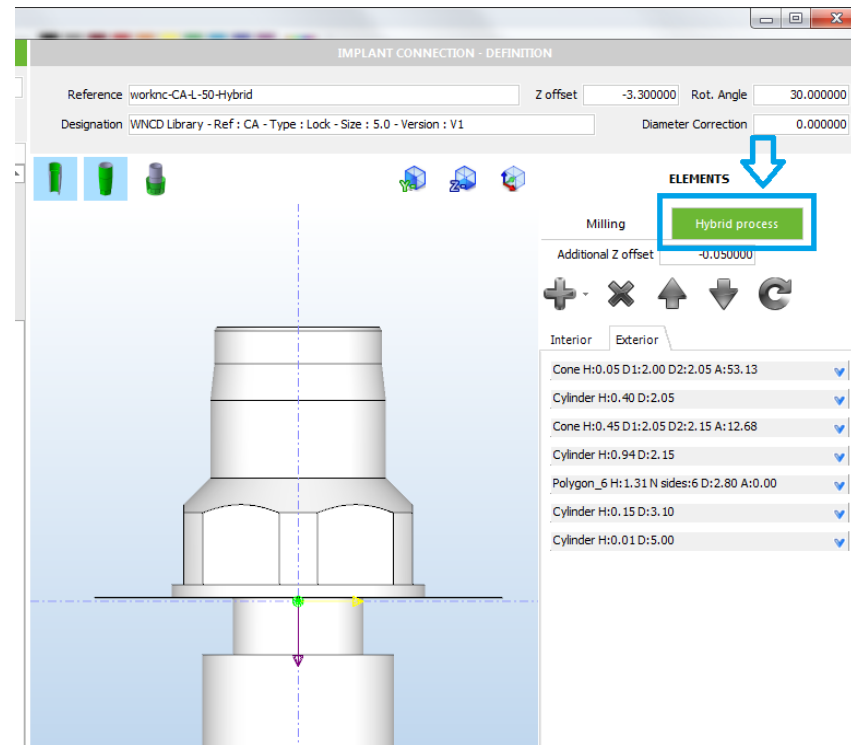 IMPLANT CONNECTION - DEFINITION
Reference worknc-CA-L-50-Hybrid Z offset -3.300000 Rot. Angle 30.000000
Designation WNCD Library - Ref : CA - Type : Lock - Size : 5.0 - Version : V1 Diameter Correction 0.000000
ELEMENTS
Milling Hybrid process
Additional Z offset -0.050000
Interior Exterior
Cone H:0.05 D1:2.00 D2:2.05 A:53.13
Cylinder H:0.40 D:2.05
Cone H:0.45 D1:2.05 D2:2.15 A:12.68
Cylinder H:0.94 D:2.15
Polygon_6 H:1.31 N sides:6 D:2.80 A:0.00
Cylinder H:0.15 D:3.10
Cylinder H:0.01 D:5.00